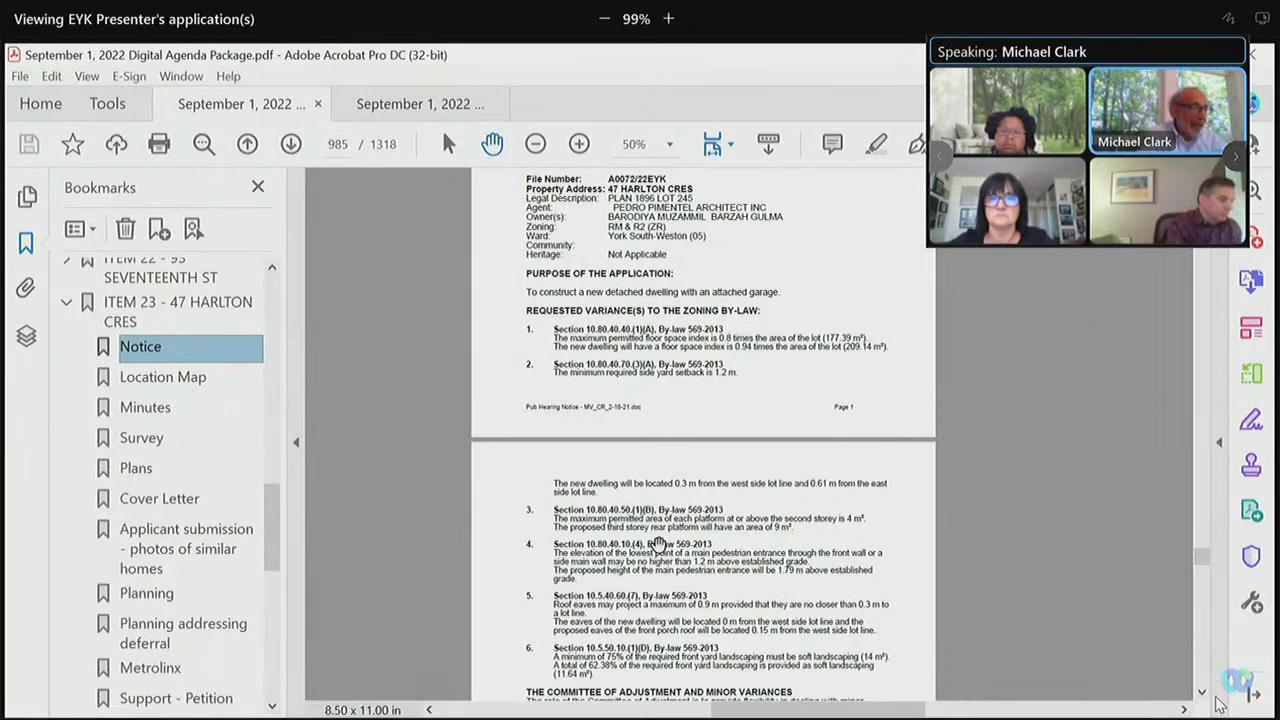 Viewing EYK Presenter's application(s)
99%
September 1, 2022 Digital Agenda Package.pdf - Adobe Acrobat Pro DC (32-bit)
File Edit View E-Sign Window Help
Home Tools September 1, 2022 ... × September 1, 2022 ...
985 / 1318 50%
Speaking: Michael Clark
Michael Clark
Bookmarks
ITEM 22 - 95
SEVENTEENTH ST
ITEM 23 - 47 HARLTON
CRES
Notice
Location Map
Minutes
Survey
Plans
Cover Letter
Applicant submission
- photos of similar
homes
Planning
Planning addressing
deferral
Metrolinx
Support - Petition
File Number: A0072/22EYK
Property Address: 47 HARLTON CRES
Legal Description: PLAN 1896 LOT 245
Agent: PEDRO PIMENTEL ARCHITECT INC
Owner(s): BARODIYA MUZAMMIL BARZAH GULMA
Zoning: RM & R2 (ZR)
Ward: York South-Weston (05)
Community:
Heritage: Not Applicable
PURPOSE OF THE APPLICATION:
To construct a new detached dwelling with an attached garage.
REQUESTED VARIANCE(S) TO THE ZONING BY-LAW:
1. Section 10.80.40.40.(1)(A), By-law 569-2013
The maximum permitted floor space index is 0.8 times the area of the lot (177.39 m²).
The new dwelling will have a floor space index is 0.94 times the area of the lot (209.14 m²).
2. Section 10.80.40.70.(3)(A), By-law 569-2013
The minimum required side yard setback is 1.2 m.
Pub Hearing Notice - MV_CR_2-16-21.doc Page 1
The new dwelling will be located 0.3 m from the west side lot line and 0.61 m from the east
side lot line.
3. Section 10.80.40.50.(1)(B), By-law 569-2013
The maximum permitted area of each platform at or above the second storey is 4 m².
The proposed third storey rear platform will have an area of 9 m².
4. Section 10.80.40.10.(4), By-law 569-2013
The elevation of the lowest point of a main pedestrian entrance through the front wall or a
side main wall may be no higher than 1.2 m above established grade.
The proposed height of the main pedestrian entrance will be 1.79 m above established
grade.
5. Section 10.5.40.60.(7), By-law 569-2013
Roof eaves may project a maximum of 0.9 m provided that they are no closer than 0.3 m to
a lot line.
The eaves of the new dwelling will be located 0 m from the west side lot line and the
proposed eaves of the front porch roof will be located 0.15 m from the west side lot line.
6. Section 10.5.50.10.(1)(D), By-law 569-2013
A minimum of 75% of the required front yard landscaping must be soft landscaping (14 m²).
A total of 62.38% of the required front yard landscaping is provided as soft landscaping
(11.64 m²).
THE COMMITTEE OF ADJUSTMENT AND MINOR VARIANCES
8.50 x 11.00 in